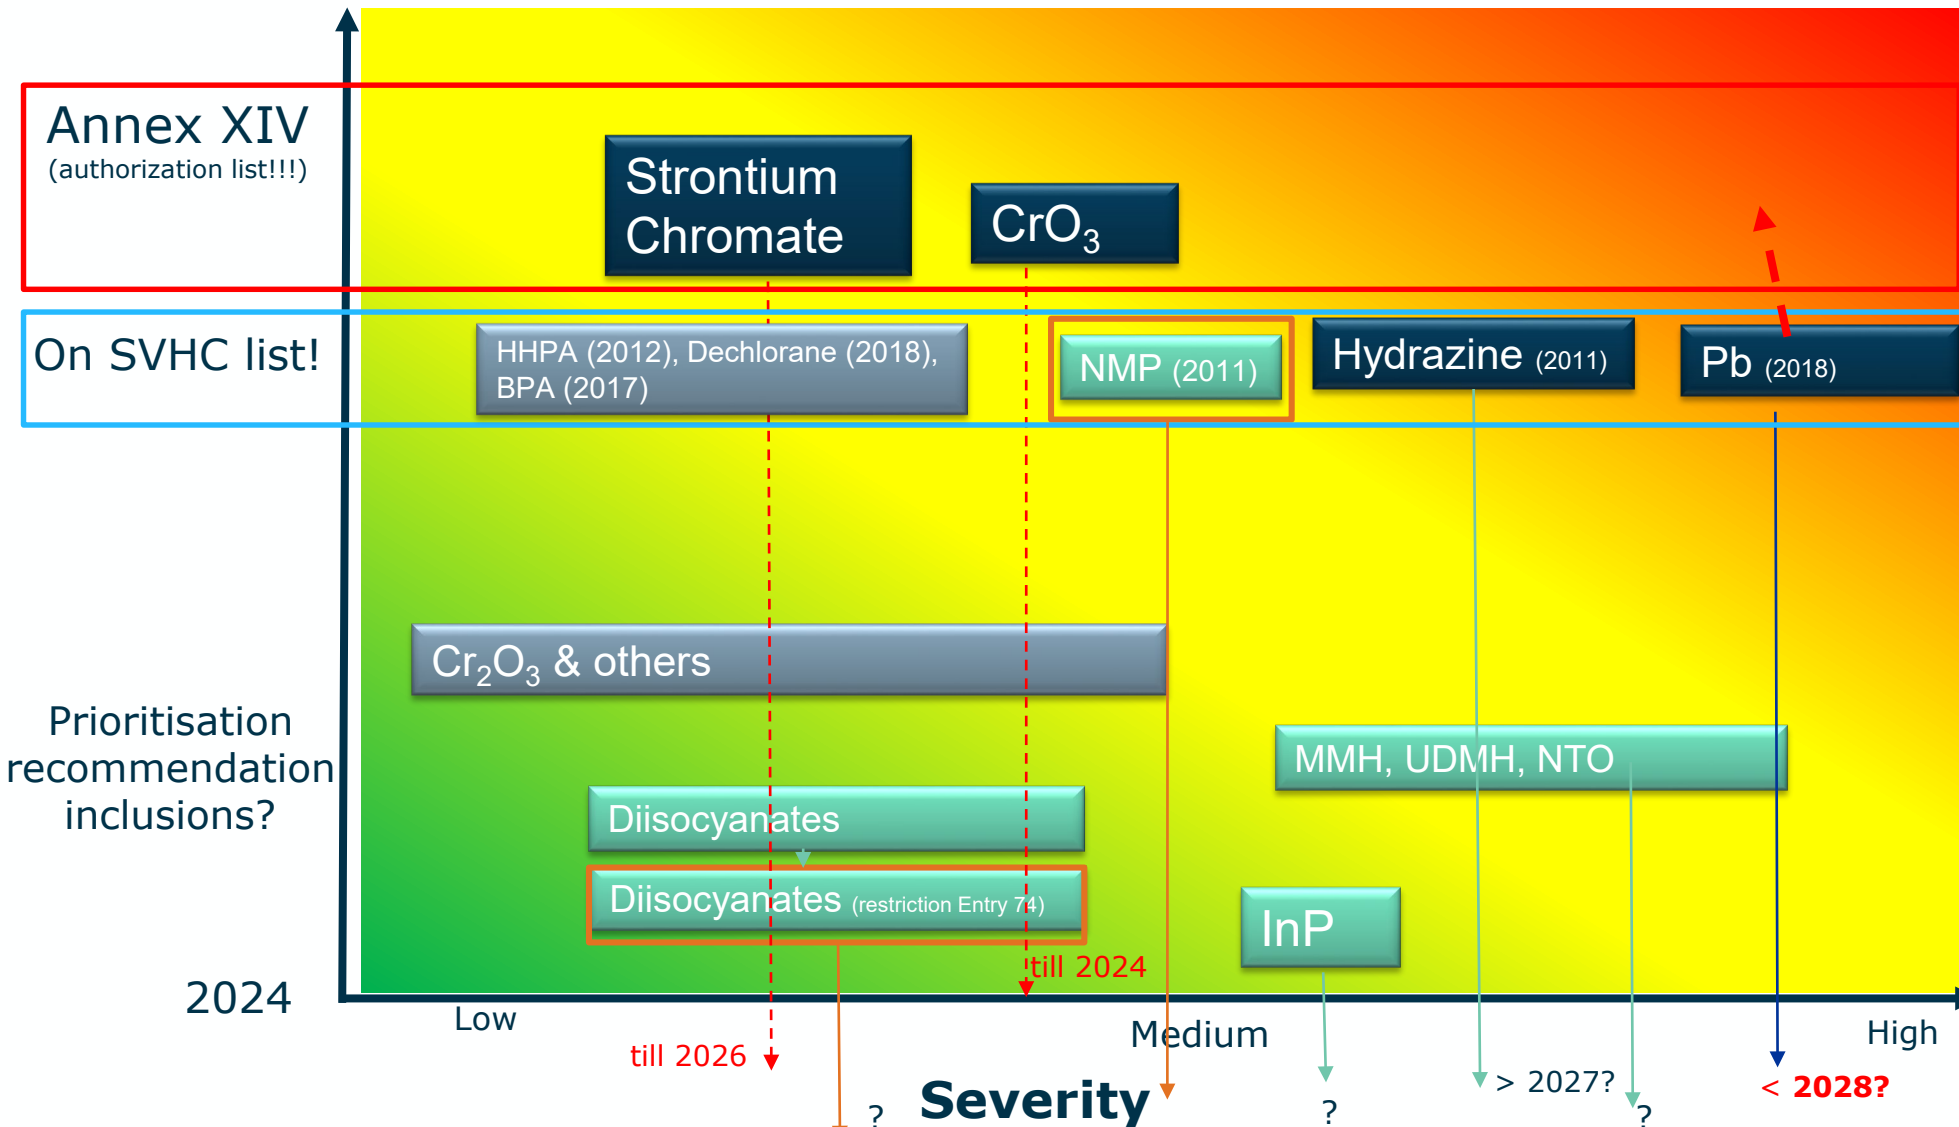 Annex XIV
(authorization list!!!)
Strontium
Chromate
CrO₃
On SVHC list!
HHPA (2012), Dechlorane (2018),
BPA (2017)
NMP (2011)
Hydrazine (2011)
Pb (2018)
Cr₂O₃ & others
Prioritisation
recommendation
inclusions?
MMH, UDMH, NTO
Diisocyanates
Diisocyanates (restriction Entry 74)
InP
till 2024
2024
Low
Medium
High
till 2026
Severity
?
?
> 2027?
?
< 2028?